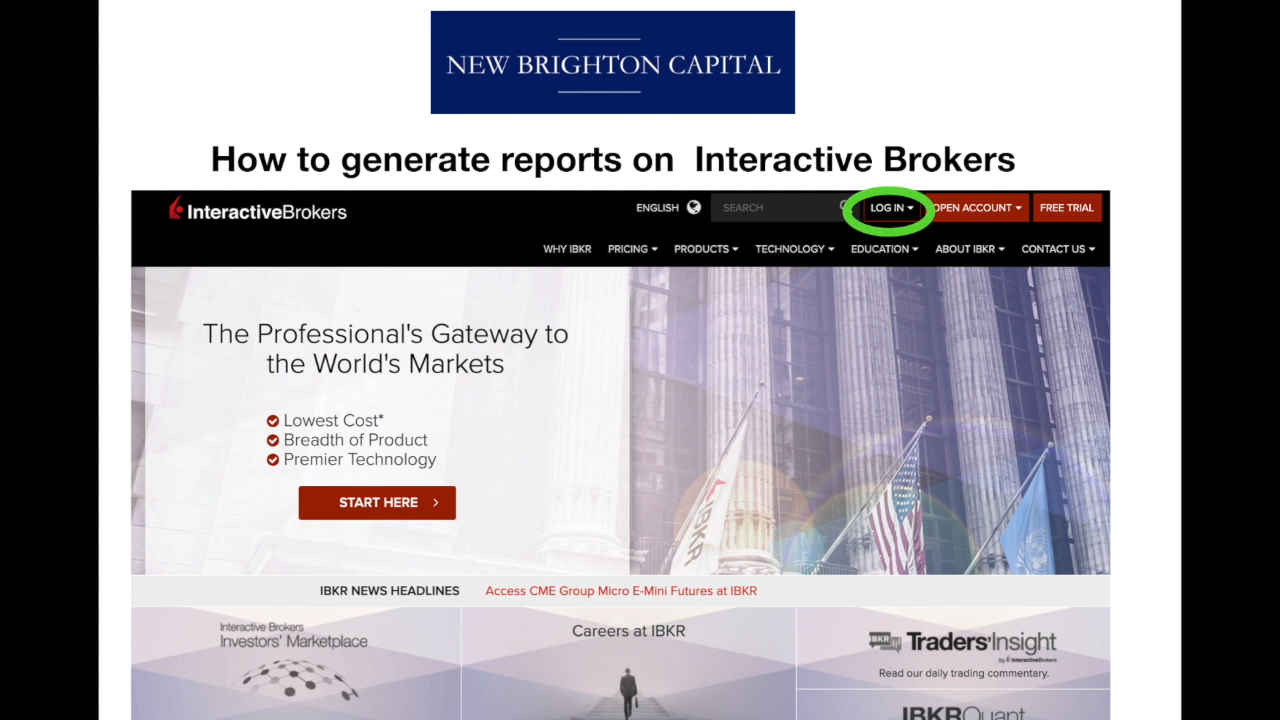 NEW BRIGHTON CAPITAL
How to generate reports on Interactive Brokers
InteractiveBrokers
ENGLISH
SEARCH
LOG IN
OPEN ACCOUNT
FREE TRIAL
WHY IBKR
PRICING
PRODUCTS
TECHNOLOGY
EDUCATION
ABOUT IBKR
CONTACT US
The Professional's Gateway to
the World's Markets
Lowest Cost*
Breadth of Product
Premier Technology
START HERE
IBKR
IBKR NEWS HEADLINES
Access CME Group Micro E-Mini Futures at IBKR
Interactive Brokers
Investors' Marketplace
Careers at IBKR
IBKR Traders'Insight
by InteractiveBrokers
Read our daily trading commentary.
IBKRQuant